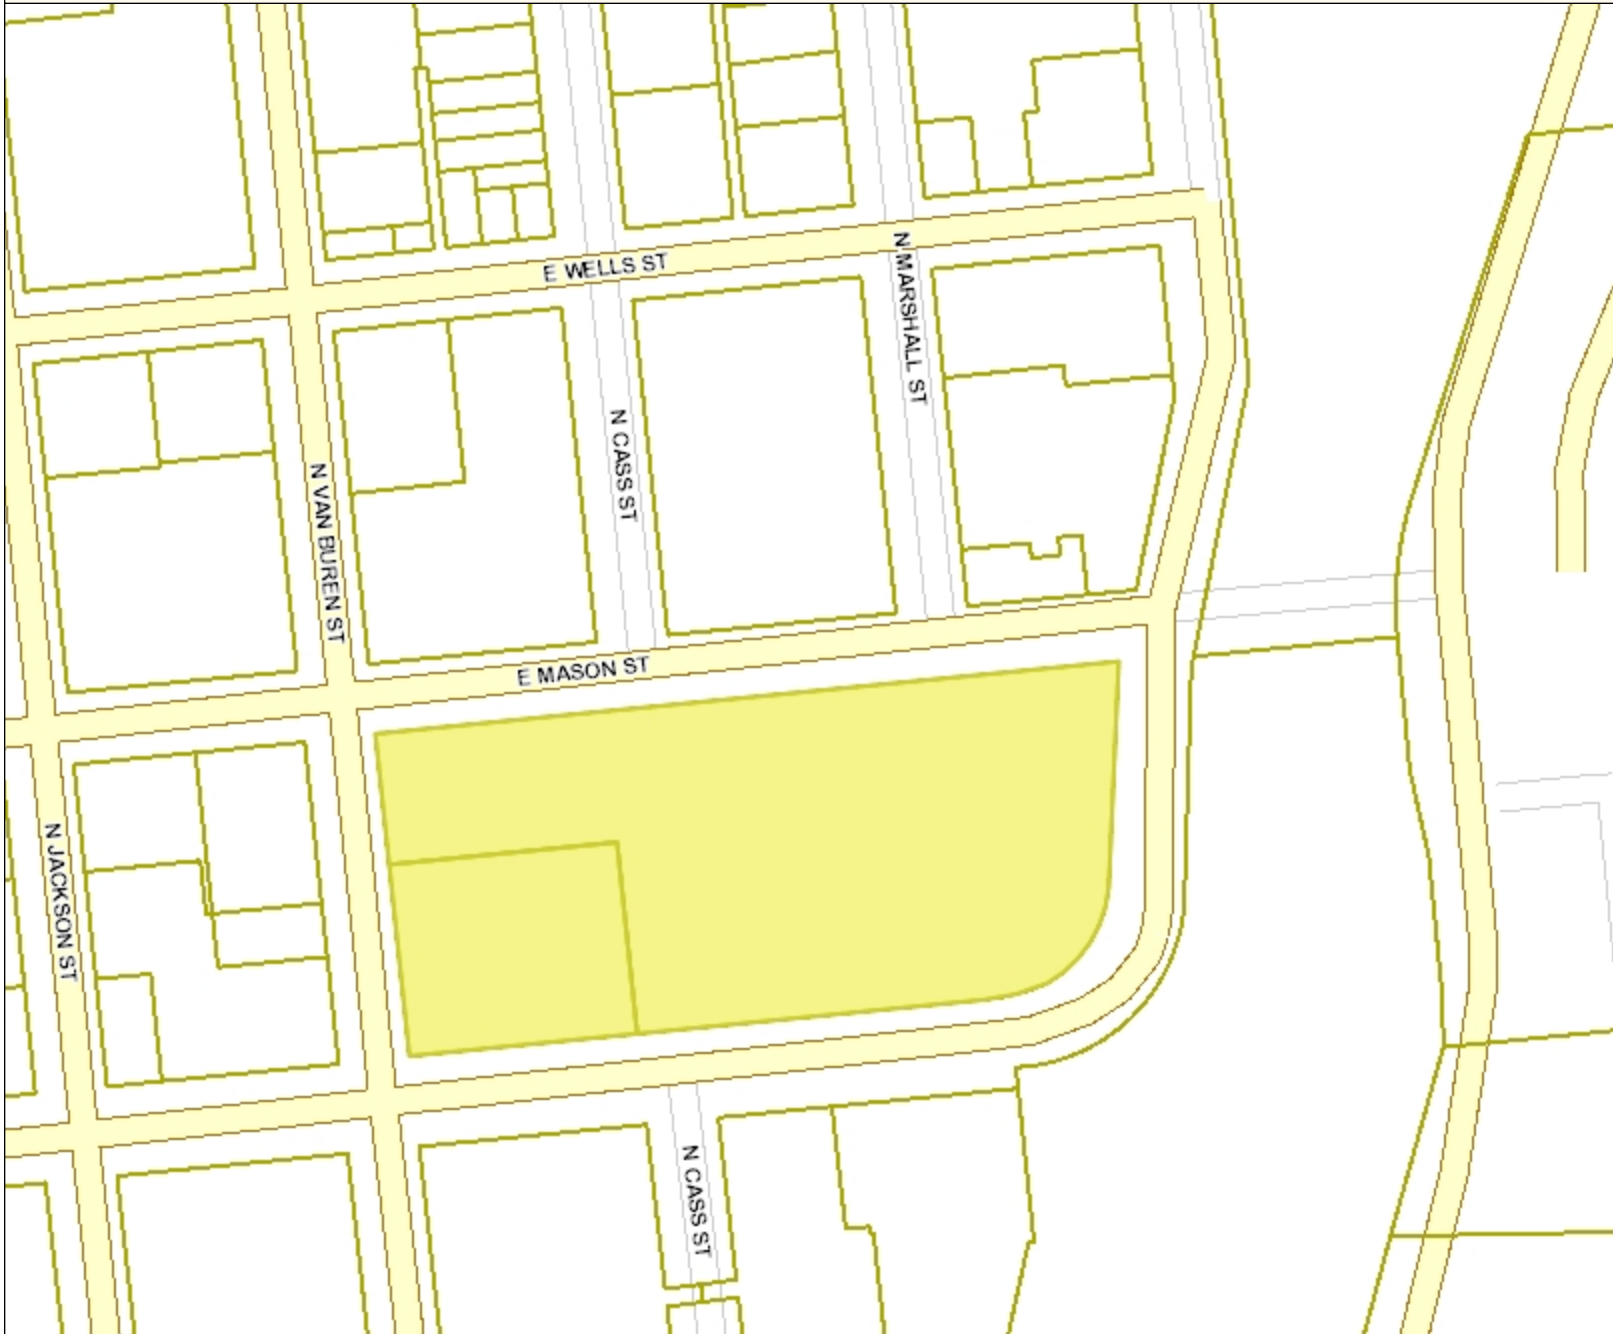 E WELLS ST
N MARSHALL ST
N CASS ST
N VAN BUREN ST
E MASON ST
N JACKSON ST
N CASS ST